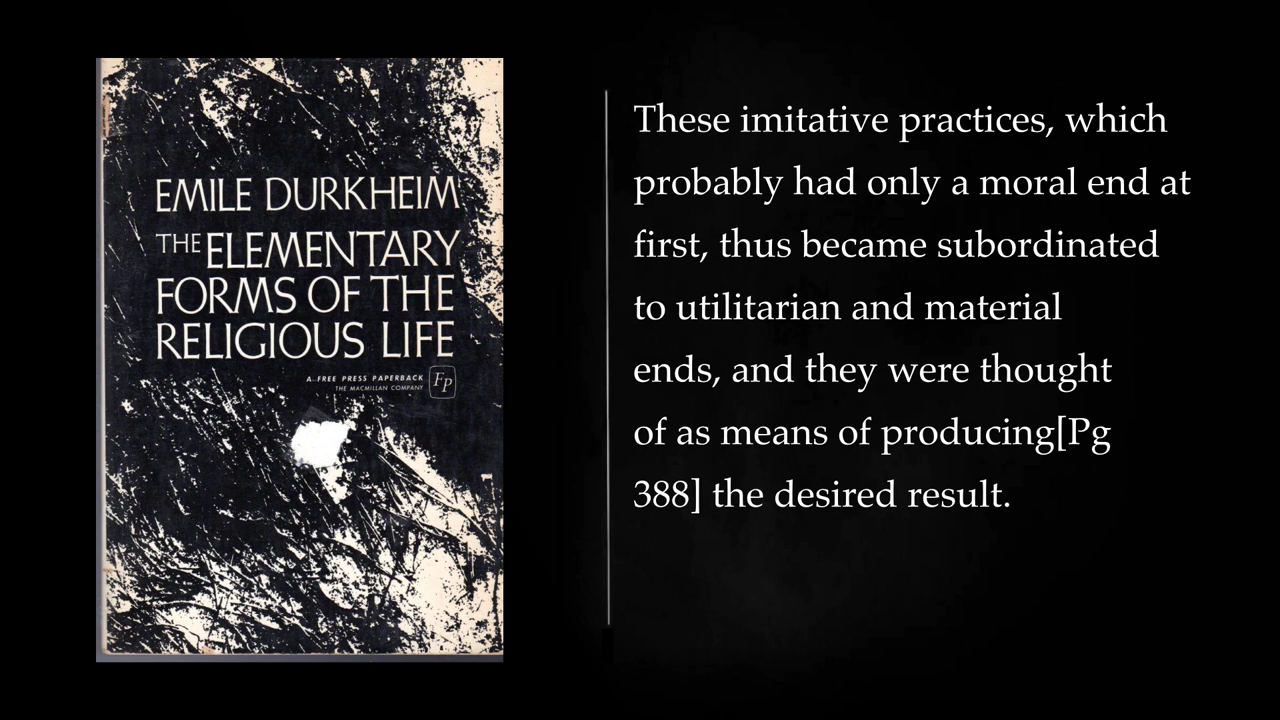 EMILE DURKHEIM
THE ELEMENTARY
FORMS OF THE
RELIGIOUS LIFE
A FREE PRESS PAPERBACK
THE MACMILLAN COMPANY
Fp
These imitative practices, which
probably had only a moral end at
first, thus became subordinated
to utilitarian and material
ends, and they were thought
of as means of producing[Pg
388] the desired result.